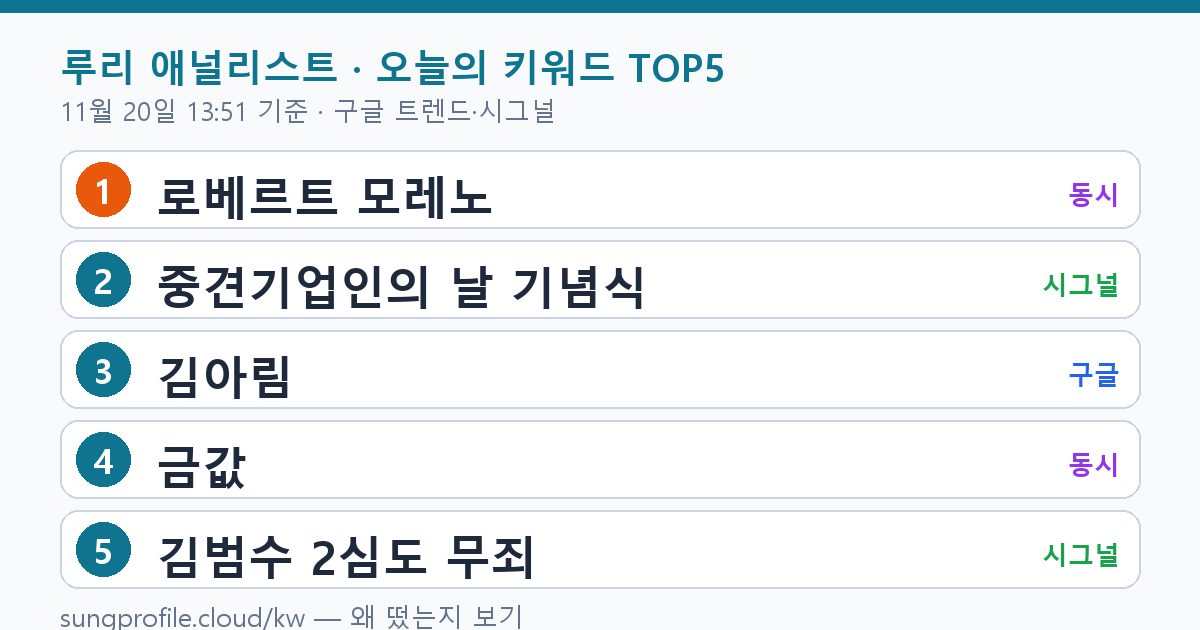 루리 애널리스트 · 오늘의 키워드 TOP5
11월 20일 13:51 기준 · 구글 트렌드·시그널
1 로베르트 모레노 동시
2 중견기업인의 날 기념식 시그널
3 김아림 구글
4 금값 동시
5 김범수 2심도 무죄 시그널
sungprofile.cloud/kw — 왜 떴는지 보기